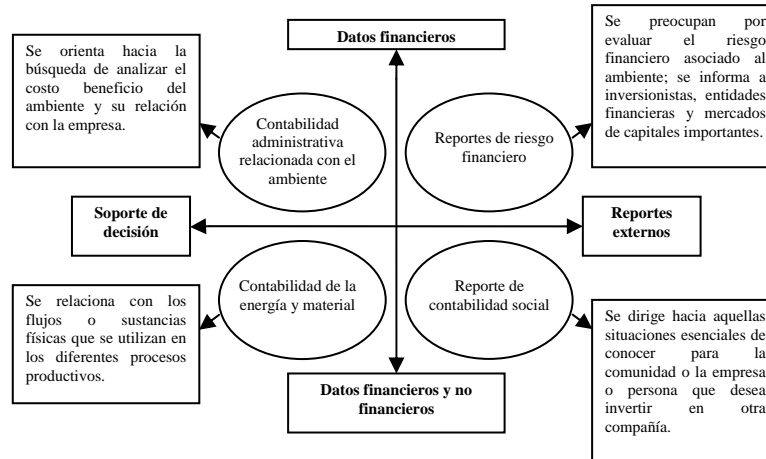 Datos financieros
Se orienta hacia la
búsqueda de analizar el
costo beneficio del
ambiente y su relación
con la empresa.
Se preocupan por
evaluar el riesgo
financiero asociado al
ambiente; se informa a
inversionistas, entidades
financieras y mercados
de capitales importantes.
Contabilidad
administrativa
relacionada con el
ambiente
Reportes de riesgo
financiero
Soporte de
decisión
Reportes
externos
Contabilidad de la
energía y material
Reporte de
contabilidad social
Se relaciona con los
flujos o sustancias
físicas que se utilizan en
los diferentes procesos
productivos.
Se dirige hacia aquellas
situaciones esenciales de
conocer para la
comunidad o la empresa
o persona que desea
invertir en otra
compañía.
Datos financieros y no
financieros